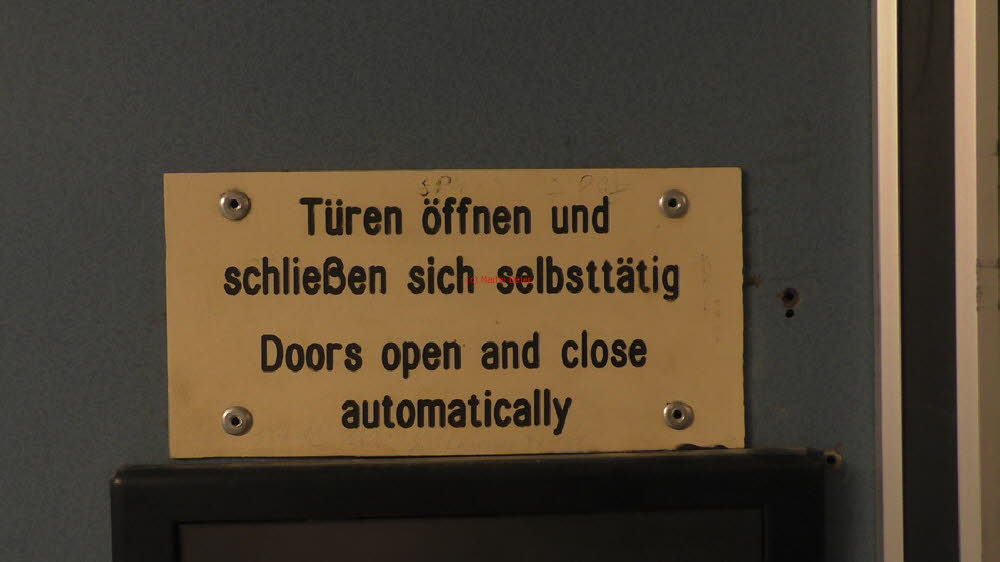 Türen öffnen und
schließen sich selbsttätig
Doors open and close
automatically